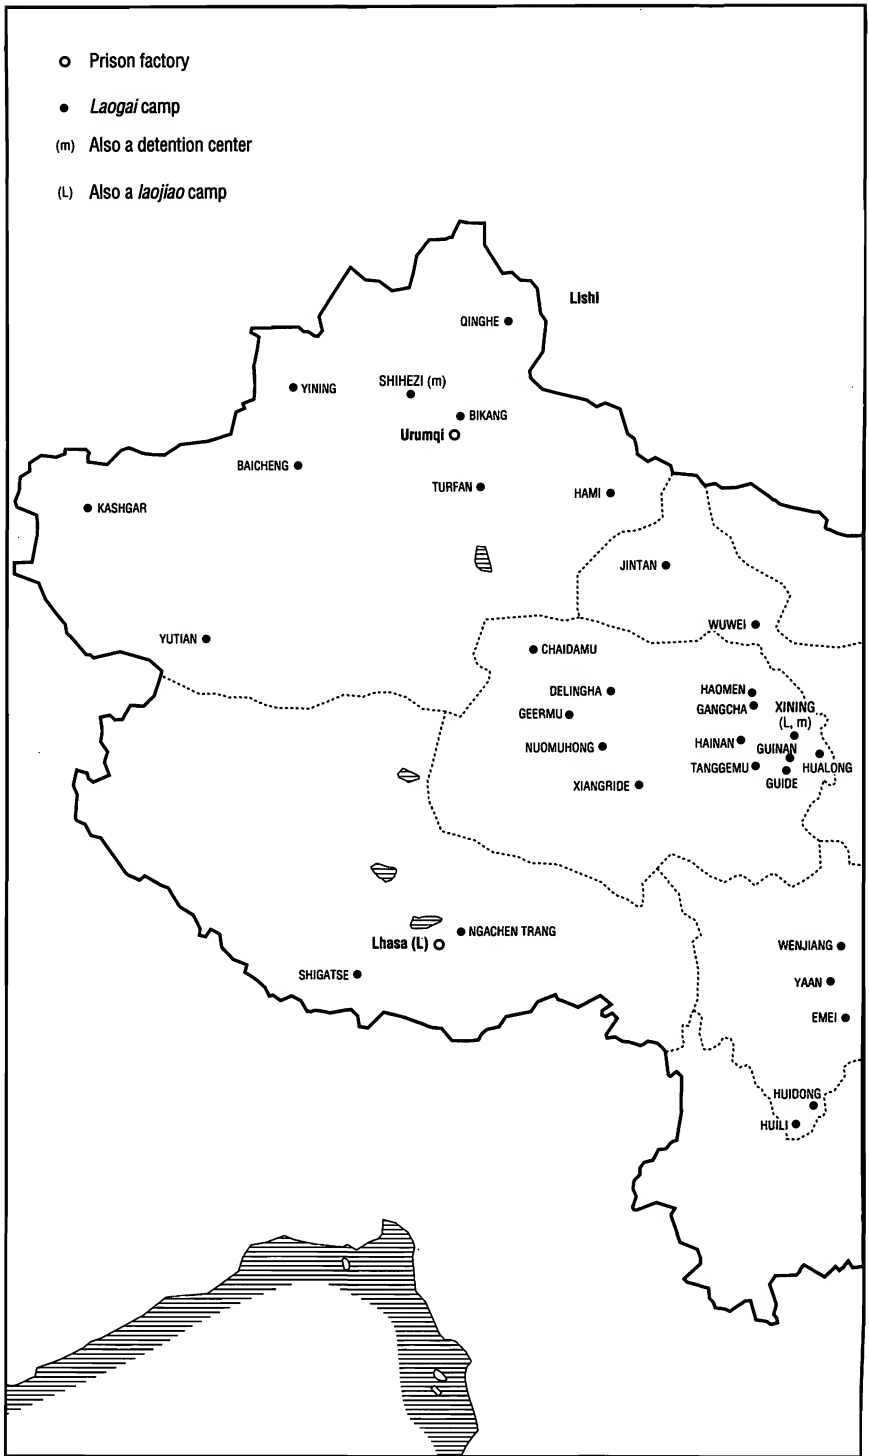 Prison factory
Laogai camp
(m) Also a detention center
(L) Also a laojiao camp
Lishi
QINGHE
SHIHEZI (m)
YINING
BIKANG
Urumqi
BAICHENG
TURFAN
HAMI
KASHGAR
JINTAN
WUWEI
YUTIAN
CHAIDAMU
DELINGHA
HAOMEN
GEERMU
GANGCHA
XINING
(L, m)
NUOMUHONG
HAINAN
GUINAN
TANGGEMU
HUALONG
XIANGRIDE
GUIDE
NGACHEN TRANG
Lhasa (L)
WENJIANG
SHIGATSE
YAAN
EMEI
HUIDONG
HUILI